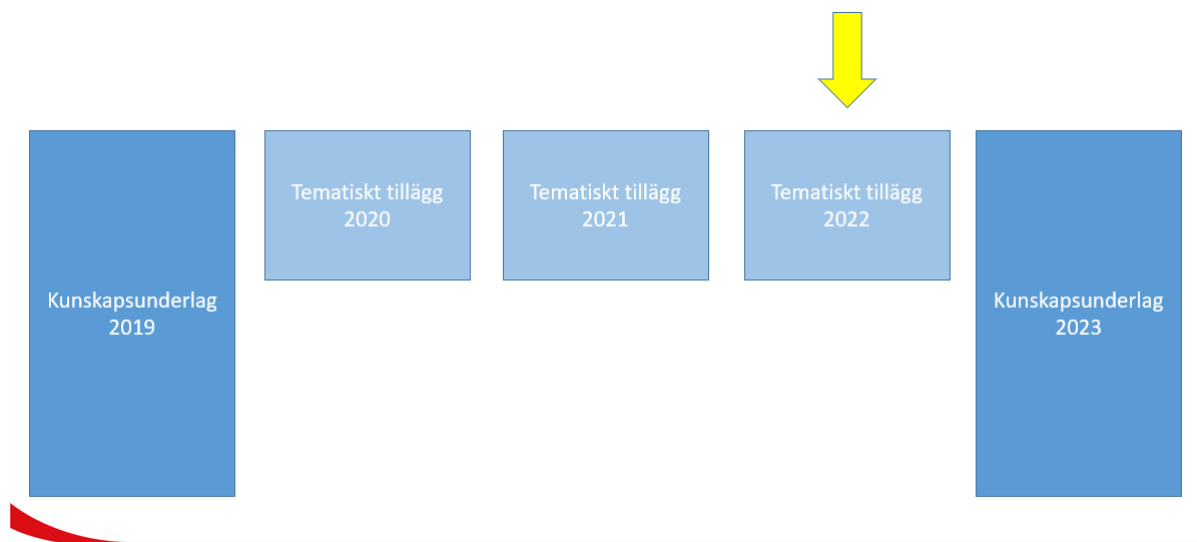 Kunskapsunderlag
2019
Tematiskt tillägg
2020
Tematiskt tillägg
2021
Tematiskt tillägg
2022
Kunskapsunderlag
2023